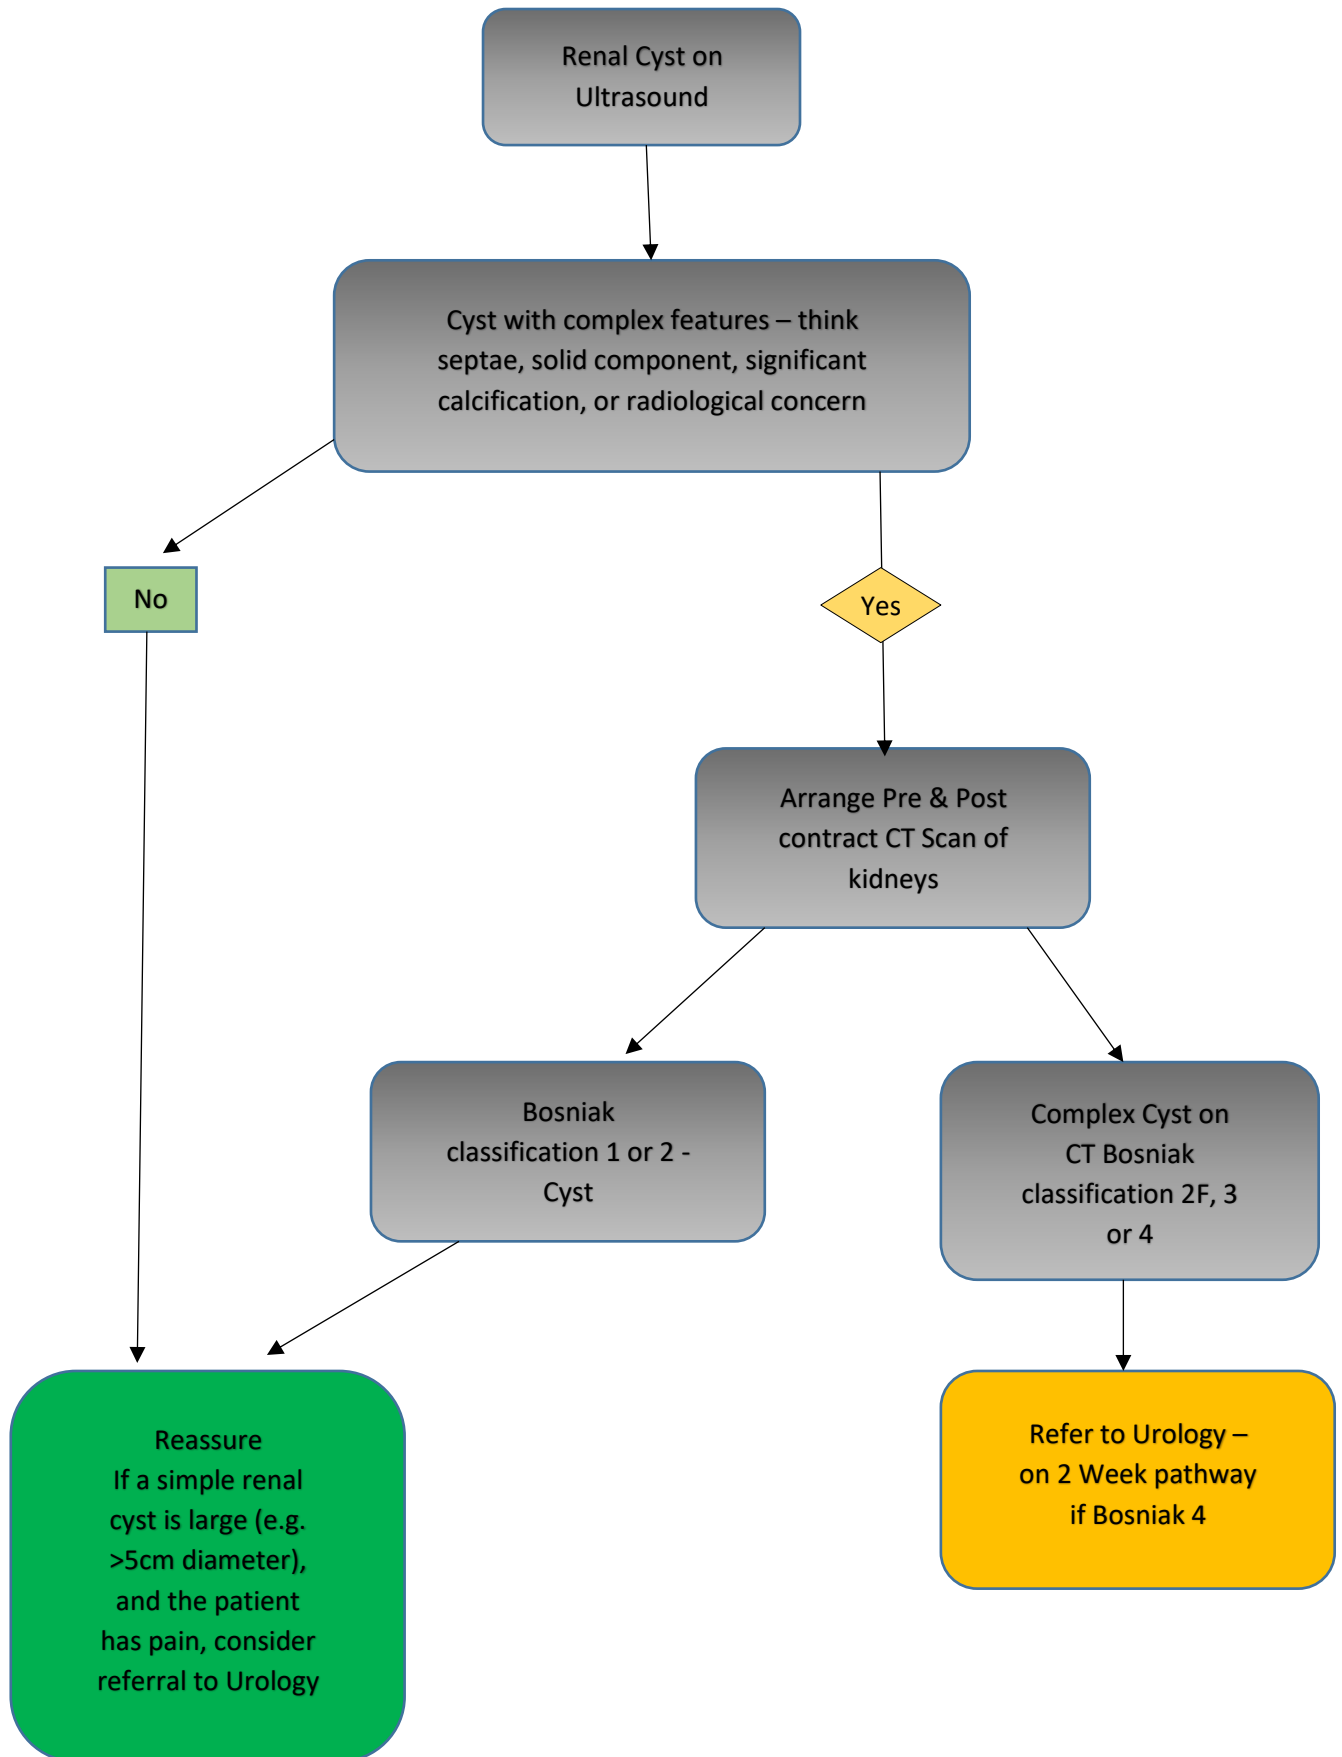 Renal Cyst on
Ultrasound
Cyst with complex features – think
septae, solid component, significant
calcification, or radiological concern
No
Yes
Arrange Pre & Post
contract CT Scan of
kidneys
Bosniak
classification 1 or 2 -
Cyst
Complex Cyst on
CT Bosniak
classification 2F, 3
or 4
Reassure
If a simple renal
cyst is large (e.g.
>5cm diameter),
and the patient
has pain, consider
referral to Urology
Refer to Urology –
on 2 Week pathway
if Bosniak 4